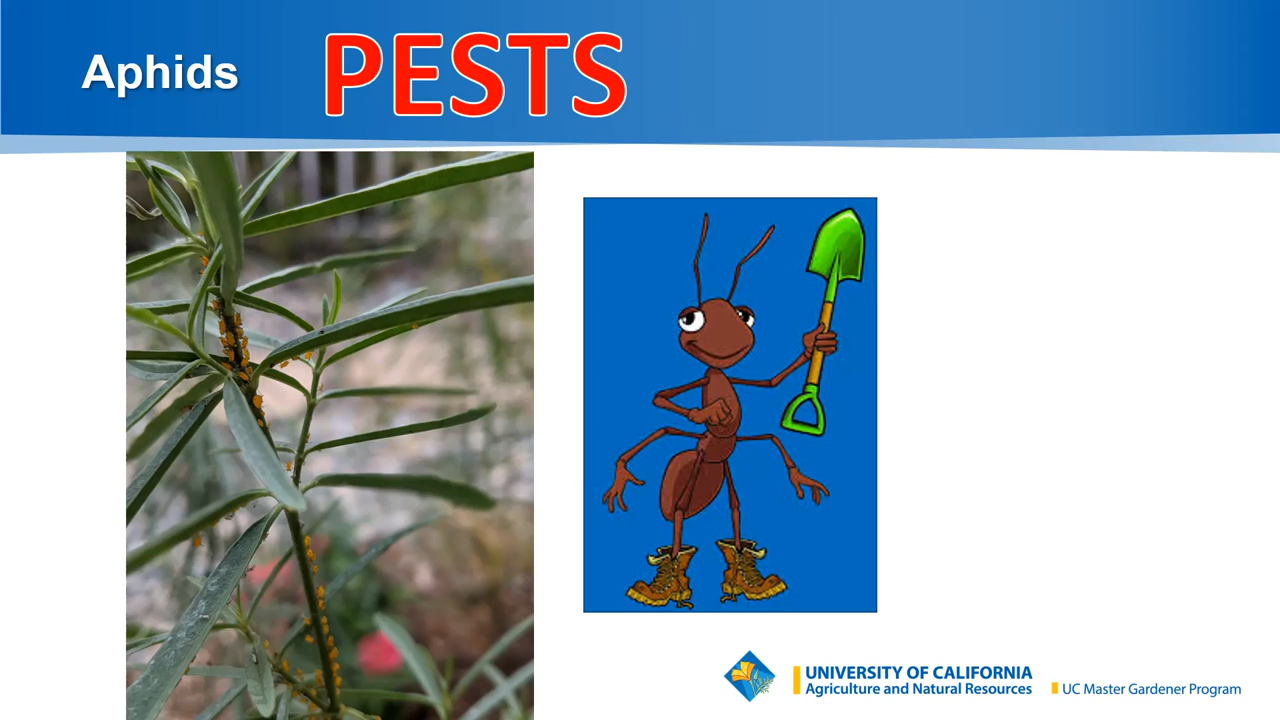 Aphids
PESTS
UNIVERSITY OF CALIFORNIA
Agriculture and Natural Resources
UC Master Gardener Program